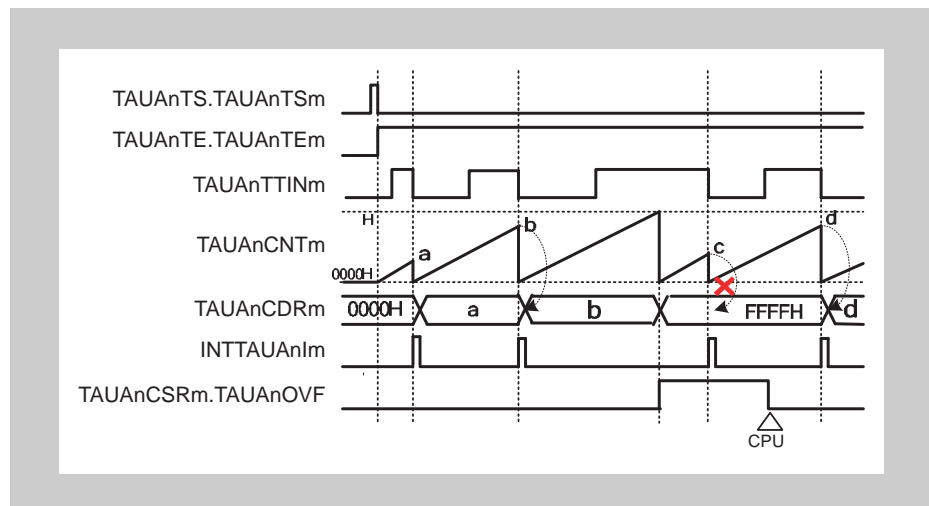 TAUAnTS.TAUAnTSm
TAUAnTE.TAUAnTEm
TAUAnTTINm
H
TAUAnCNTm
0000H
a
b
c
d
TAUAnCDRm
0000H
a
b
FFFFH
d
INTTAUAnIm
TAUAnCSRm.TAUAnOVF
CPU